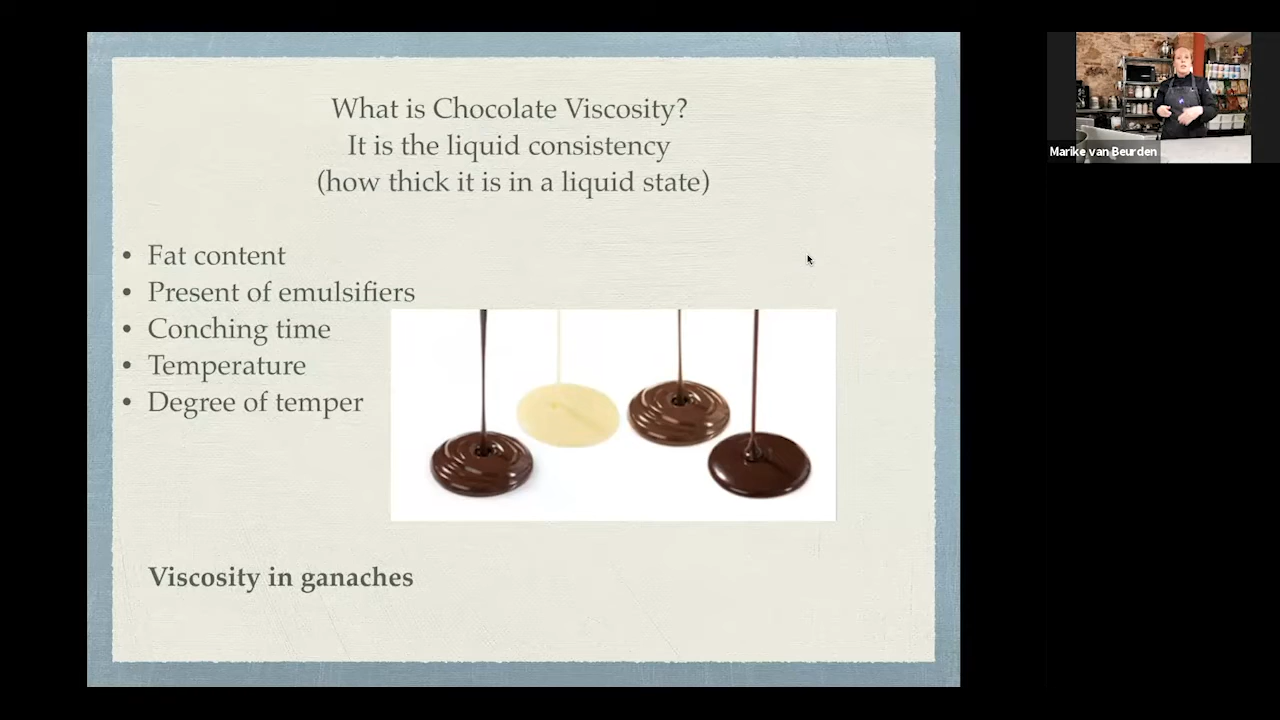 What is Chocolate Viscosity?
It is the liquid consistency
(how thick it is in a liquid state)
• Fat content
• Present of emulsifiers
• Conching time
• Temperature
• Degree of temper
Viscosity in ganaches
Marike van Beurden